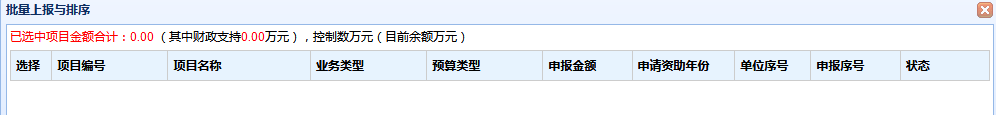 批量上报与排序
已选中项目金额合计：0.00 （其中财政支持0.00万元），控制数万元（目前余额万元）
选择 项目编号 项目名称 业务类型 预算类型 申报金额 申请资助年份 单位序号 申报序号 状态